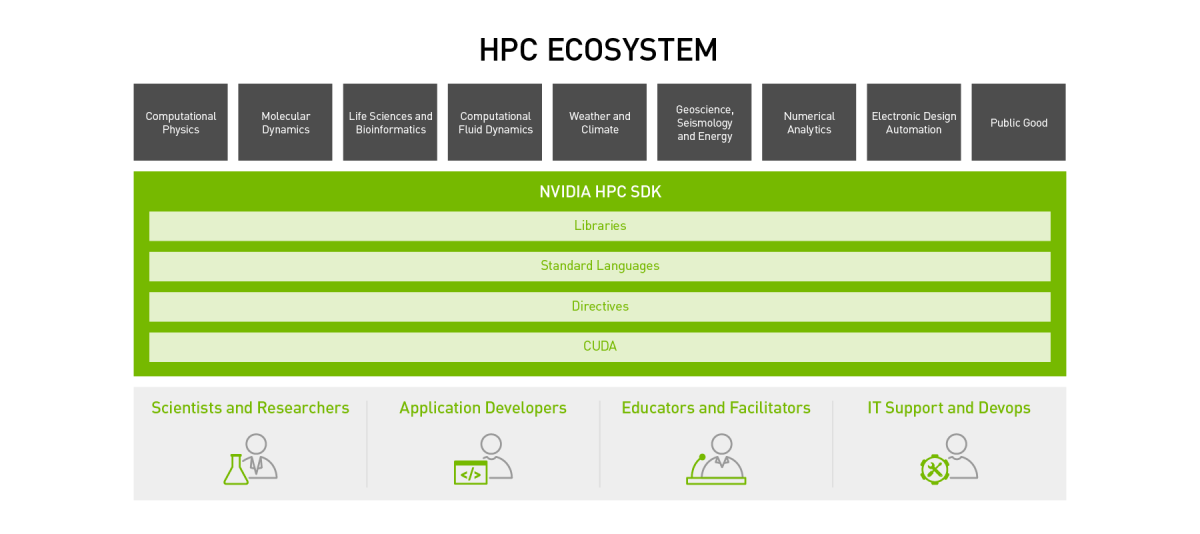 HPC ECOSYSTEM
Computational
Physics
Molecular
Dynamics
Life Sciences and
Bioinformatics
Computational
Fluid Dynamics
Weather and
Climate
Geoscience,
Seismology
and Energy
Numerical
Analytics
Electronic Design
Automation
Public Good
NVIDIA HPC SDK
Libraries
Standard Languages
Directives
CUDA
Scientists and Researchers
Application Developers
Educators and Facilitators
IT Support and Devops
<//>